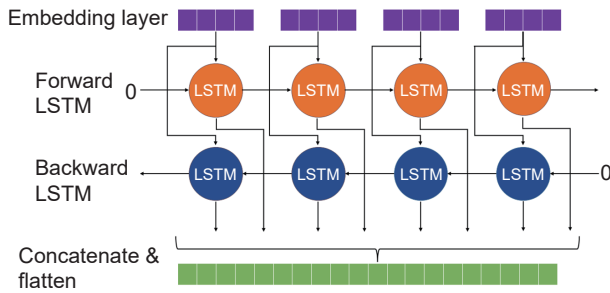 Embedding layer
Forward
LSTM
0
LSTM
LSTM
LSTM
LSTM
Backward
LSTM
LSTM
LSTM
LSTM
LSTM
0
Concatenate &
flatten